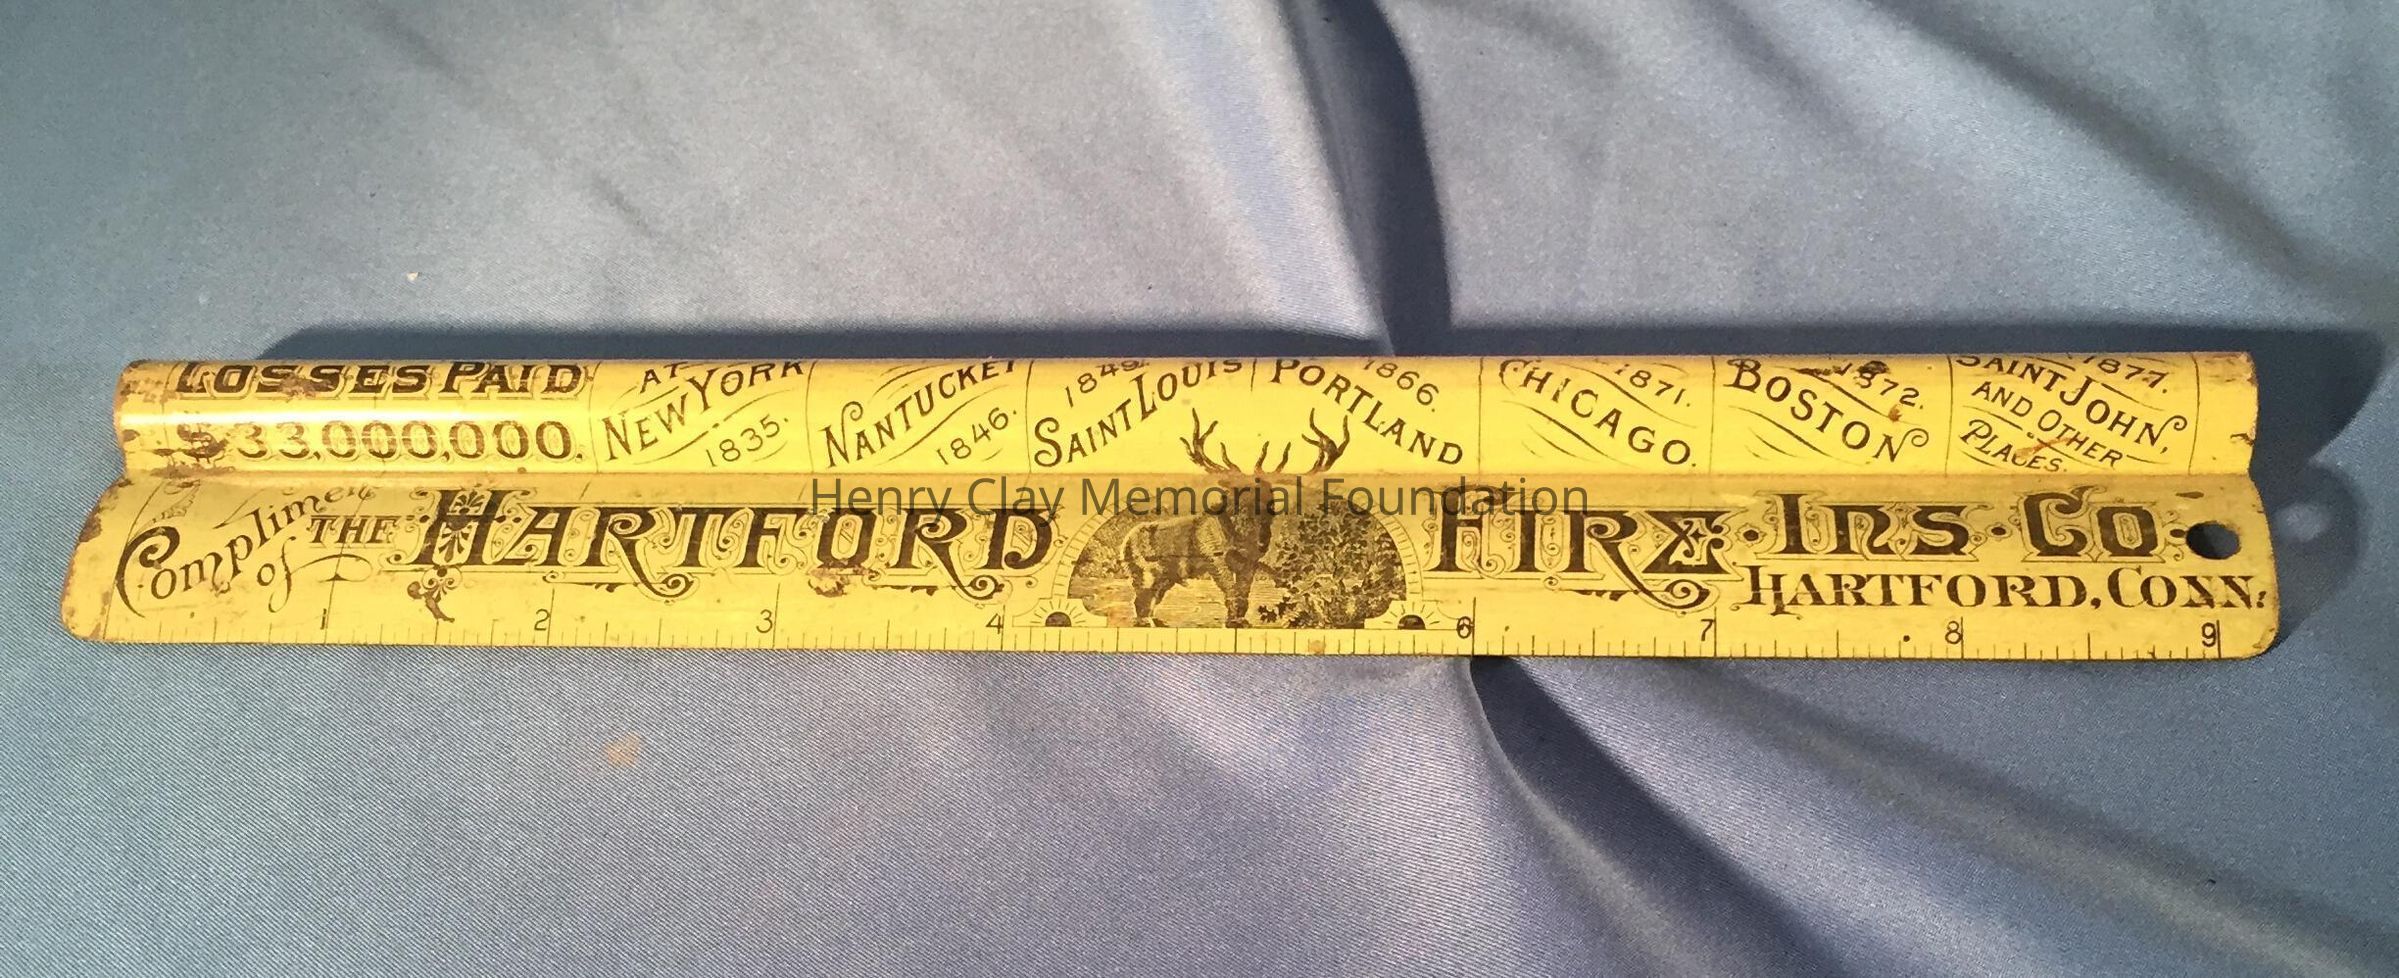 LOSSES PAID
$33,000,000.
AT
NEW YORK
1835.
NANTUCKET
1846.
1849.
SAINT LOUIS
1866.
PORTLAND
1871.
CHICAGO.
1872.
BOSTON
1877.
SAINT JOHN,
AND OTHER
PLACES.
of THE HARTFORD FIRE · INS · CO.
HARTFORD, CONN.
1 2 3 4 6 7 8 9
Henry Clay Memorial Foundation